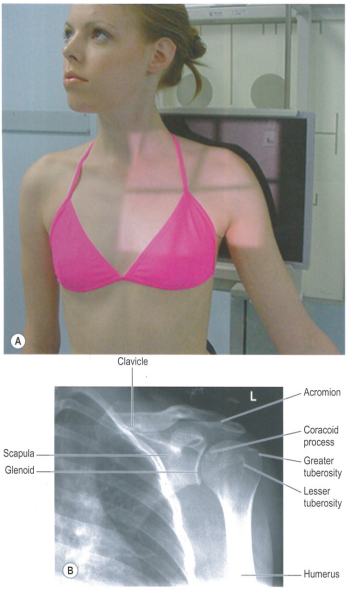 A
Clavicle
L
Acromion
Coracoid
process
Scapula
Greater
tuberosity
Glenoid
Lesser
tuberosity
B
Humerus